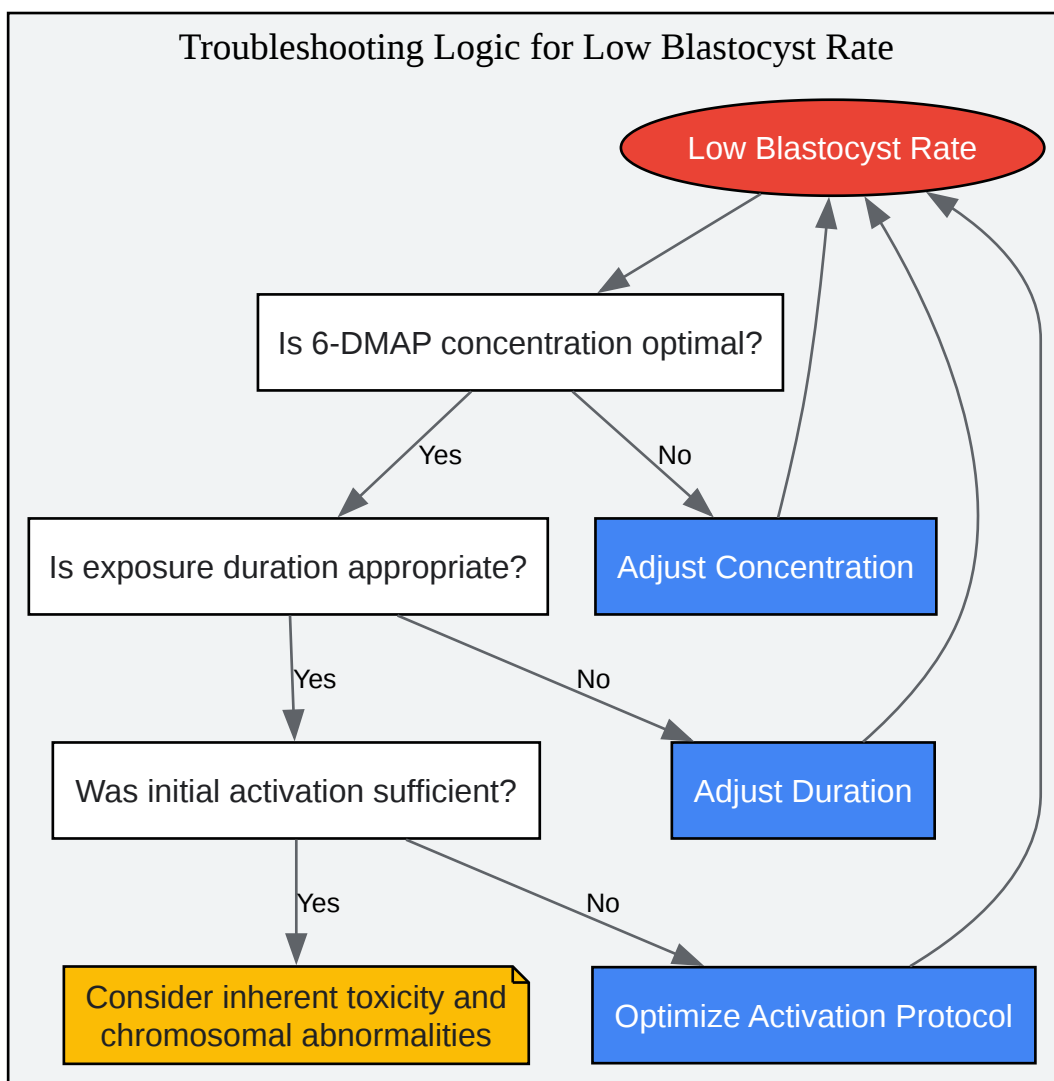 Troubleshooting Logic for Low Blastocyst Rate
Low Blastocyst Rate
Is 6-DMAP concentration optimal?
Yes
No
Is exposure duration appropriate?
Adjust Concentration
Yes
No
Was initial activation sufficient?
Adjust Duration
Yes
No
Consider inherent toxicity and
chromosomal abnormalities
Optimize Activation Protocol